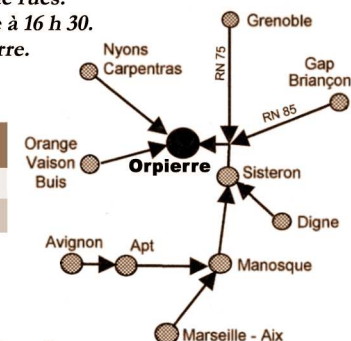 à 16 h 30.
rre.
Grenoble
Nyons
Carpentras
RN 75
Gap
Briançon
RN 85
Orange
Vaison
Buis
Orpierre
Sisteron
Digne
Avignon
Apt
Manosque
Marseille - Aix